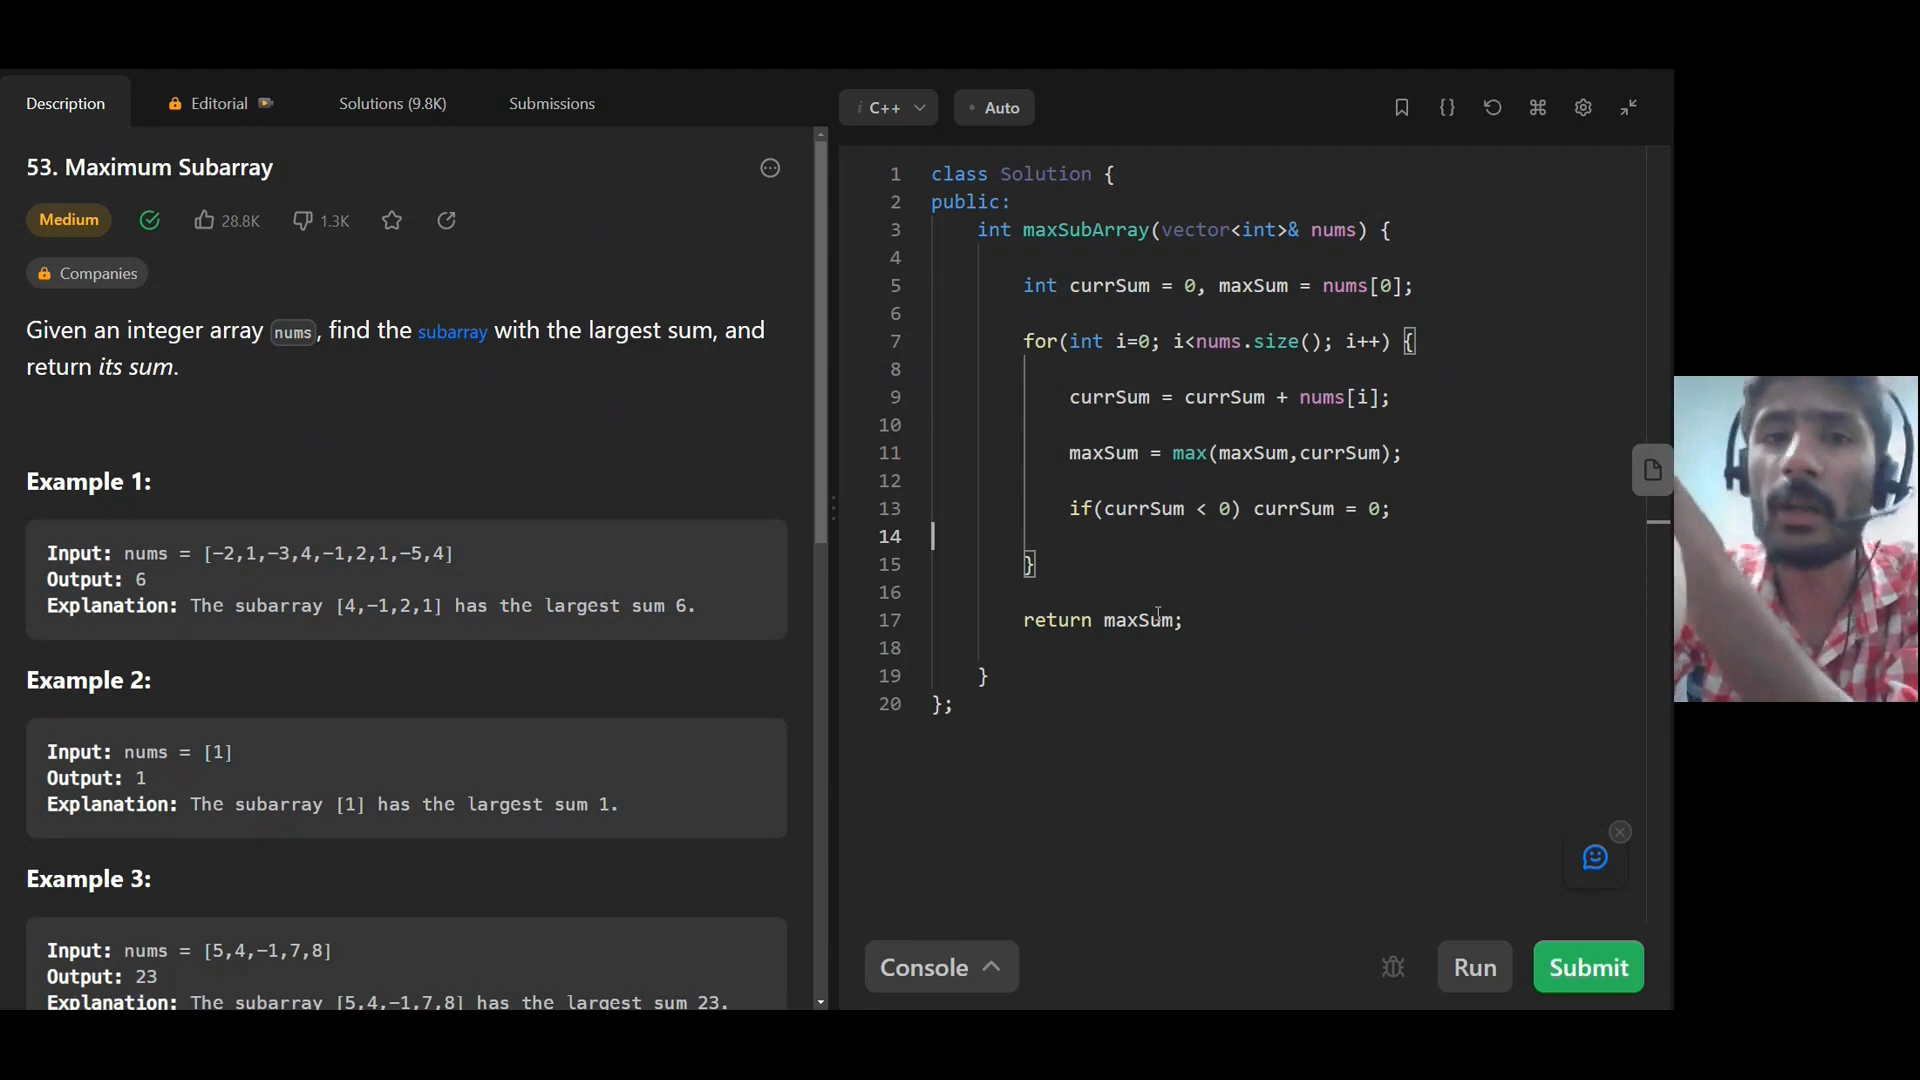 Description
Editorial
Solutions (9.8K)
Submissions
53. Maximum Subarray
Medium
28.8K
1.3K
Companies
Given an integer array nums, find the subarray with the largest sum, and
return its sum.
Example 1:
Input: nums = [-2,1,-3,4,-1,2,1,-5,4]
Output: 6
Explanation: The subarray [4,-1,2,1] has the largest sum 6.
Example 2:
Input: nums = [1]
Output: 1
Explanation: The subarray [1] has the largest sum 1.
Example 3:
Input: nums = [5,4,-1,7,8]
Output: 23
Explanation: The subarray [5,4,-1,7,8] has the largest sum 23.
i C++
Auto
1 class Solution {
2 public:
3 int maxSubArray(vector<int>& nums) {
4
5 int currSum = 0, maxSum = nums[0];
6
7 for(int i=0; i<nums.size(); i++) {
8
9 currSum = currSum + nums[i];
10
11 maxSum = max(maxSum,currSum);
12
13 if(currSum < 0) currSum = 0;
14
15 }
16
17 return maxSum;
18
19 }
20 };
Console
Run
Submit